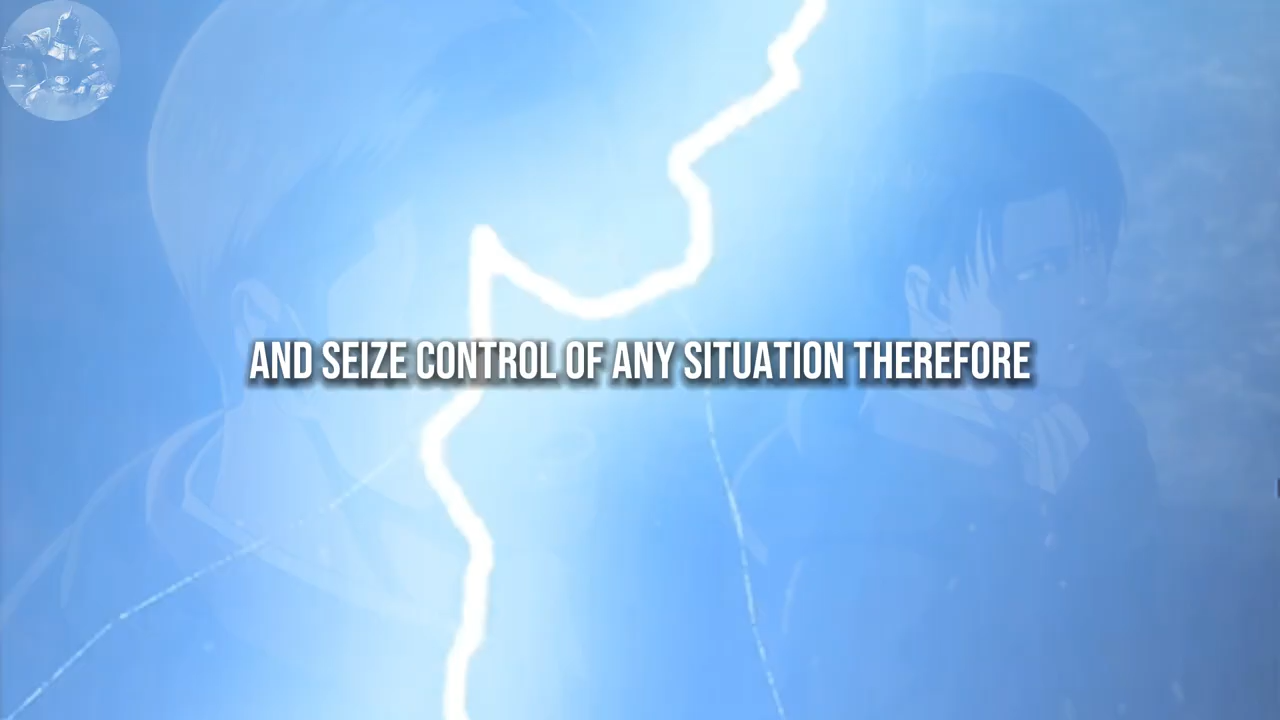 AND SEIZE CONTROL OF ANY SITUATION THEREFORE